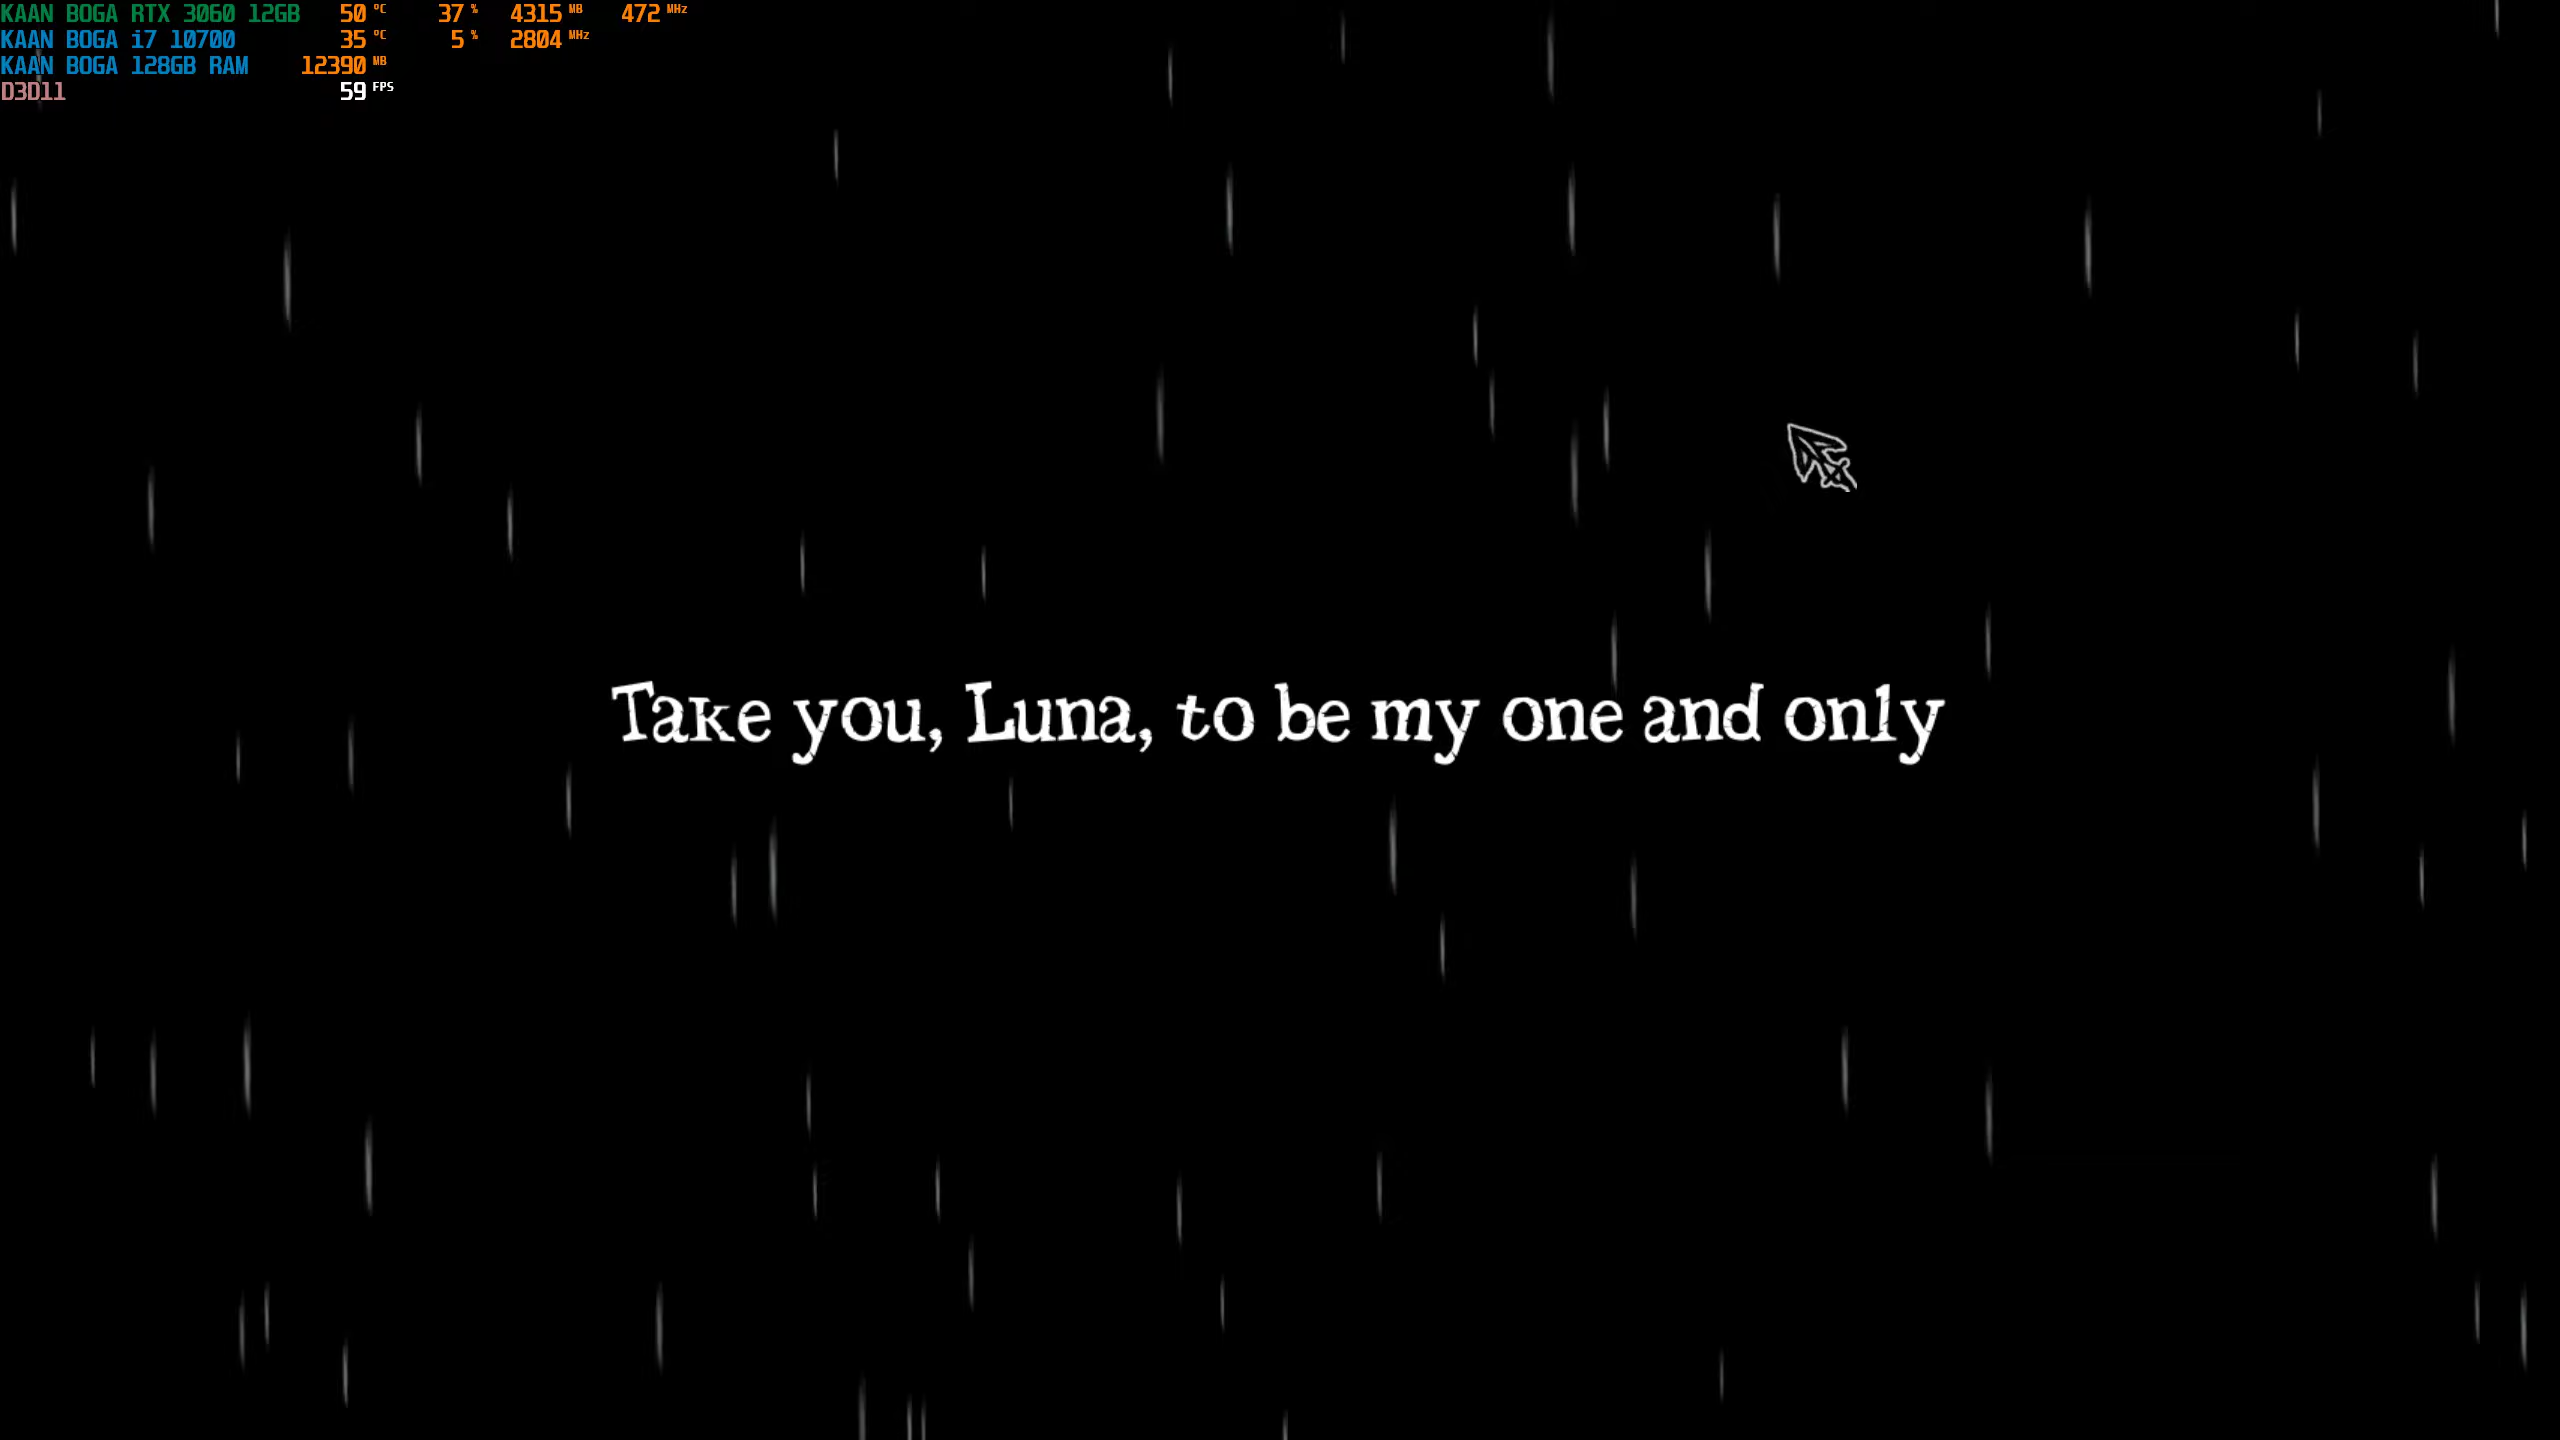 KAAN BOGA RTX 3060 12GB 50 °C 37 % 4315 MB 472 MHz
KAAN BOGA i7 10700 35 °C 5 % 2804 MHz
KAAN BOGA 128GB RAM 12390 MB
D3D11 59 FPS
Take you, Luna, to be my one and only